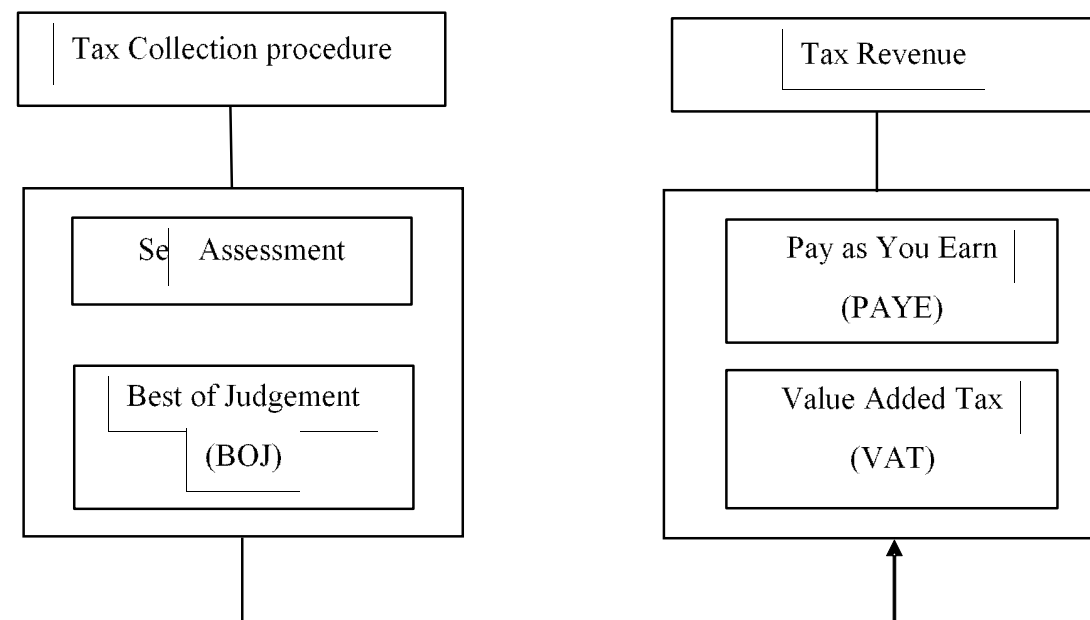 Tax Collection procedure
Tax Revenue
Se Assessment
Best of Judgement
(BOJ)
Pay as You Earn
(PAYE)
Value Added Tax
(VAT)